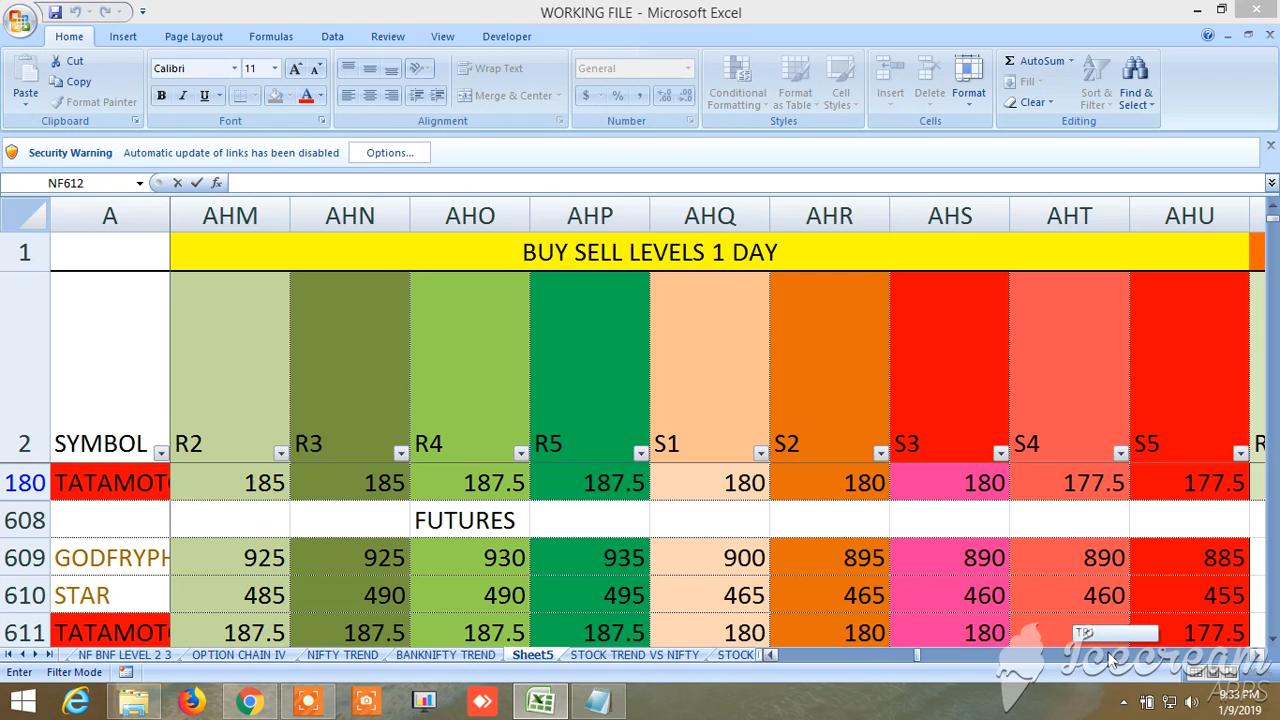 WORKING FILE - Microsoft Excel
Home Insert Page Layout Formulas Data Review View Developer
Paste Cut Copy Format Painter Clipboard
Calibri 11 A A B I U A Font
Wrap Text Merge & Center Alignment
General $ % , Number
Conditional Formatting Format as Table Cell Styles Styles
Insert Delete Format Cells
Σ AutoSum Fill Clear Sort & Filter Find & Select Editing
Security Warning Automatic update of links has been disabled Options...
NF612 fx
A AHM AHN AHO AHP AHQ AHR AHS AHT AHU
1 BUY SELL LEVELS 1 DAY
2 SYMBOL R2 R3 R4 R5 S1 S2 S3 S4 S5 R
180 TATAMOT 185 185 187.5 187.5 180 180 180 177.5 177.5
608 FUTURES
609 GODFRYPH 925 925 930 935 900 895 890 890 885
610 STAR 485 490 490 495 465 465 460 460 455
611 TATAMOT 187.5 187.5 187.5 187.5 180 180 180 177.5
NF BNF LEVEL 2 3 OPTION CHAIN IV NIFTY TREND BANKNIFTY TREND Sheet5 STOCK TREND VS NIFTY STOCK
Enter Filter Mode
Icecream
APPS
9:33 PM
1/9/2019